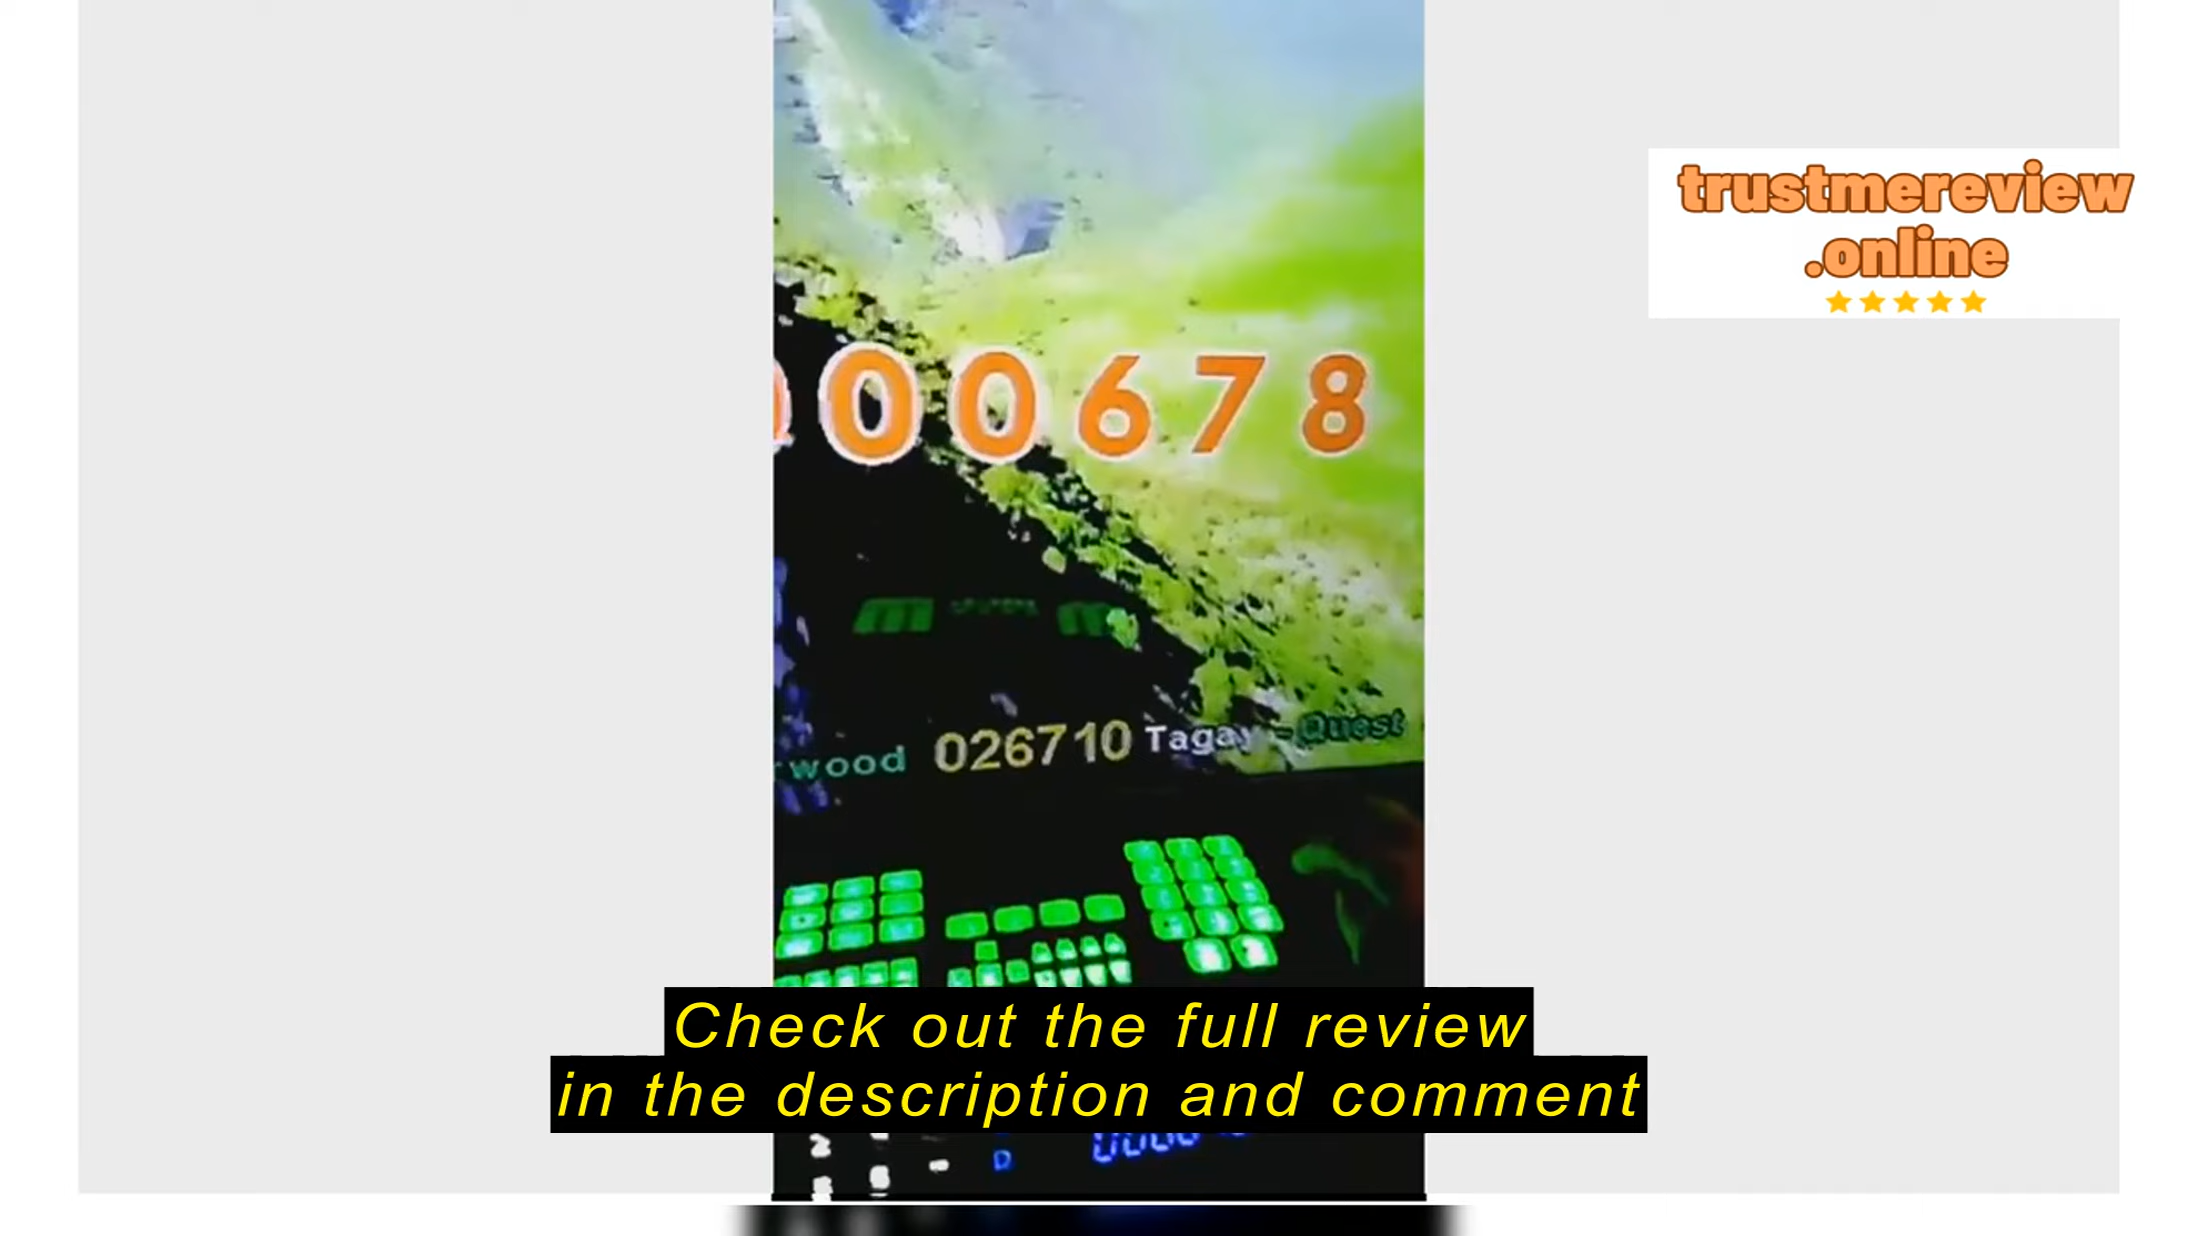 trustmereview
.online
00678
wood 026710 Tagay - Quest
Check out the full review
in the description and comment
D